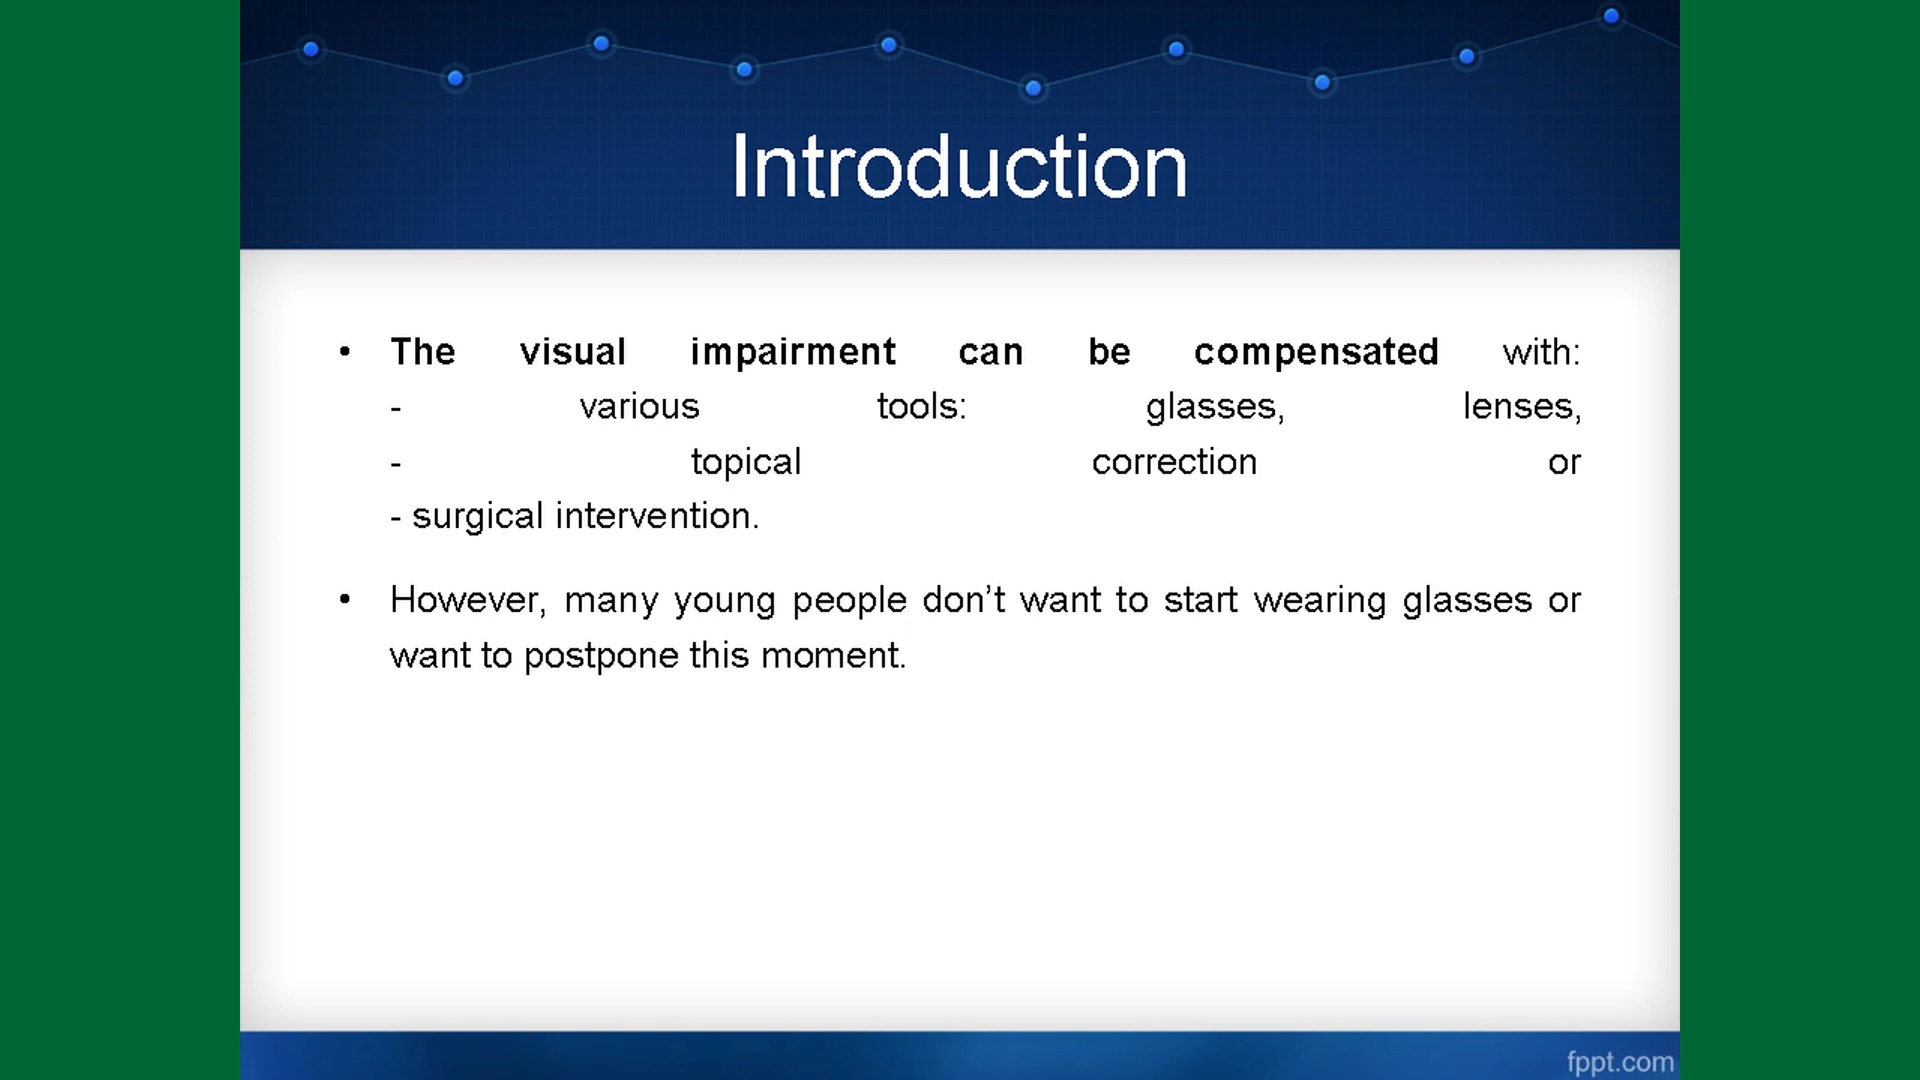 Introduction
• The visual impairment can be compensated with:
- various tools: glasses, lenses,
- topical correction or
- surgical intervention.
• However, many young people don’t want to start wearing glasses or
want to postpone this moment.
fppt.com